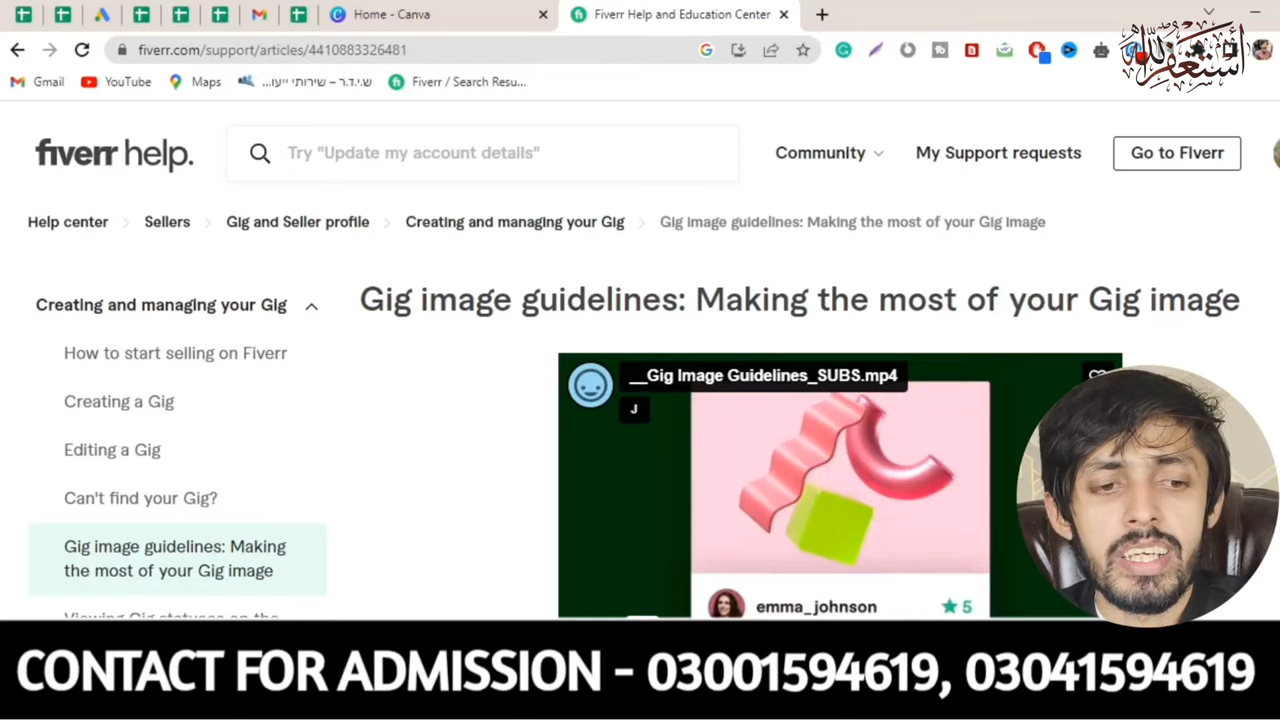 Home - Canva
Fiverr Help and Education Center
fiverr.com/support/articles/4410883326481
Gmail
YouTube
Maps
ש.י.ד.ר – שירותי ייעו...
Fiverr / Search Resu...
أستغفر الله
fiverr help.
Try "Update my account details"
Community
My Support requests
Go to Fiverr
Help center
Sellers
Gig and Seller profile
Creating and managing your Gig
Gig image guidelines: Making the most of your Gig image
Creating and managing your Gig
Gig image guidelines: Making the most of your Gig image
How to start selling on Fiverr
Creating a Gig
Editing a Gig
Can't find your Gig?
Gig image guidelines: Making
the most of your Gig image
__Gig Image Guidelines_SUBS.mp4
J
emma_johnson
5
CONTACT FOR ADMISSION - 03001594619, 03041594619